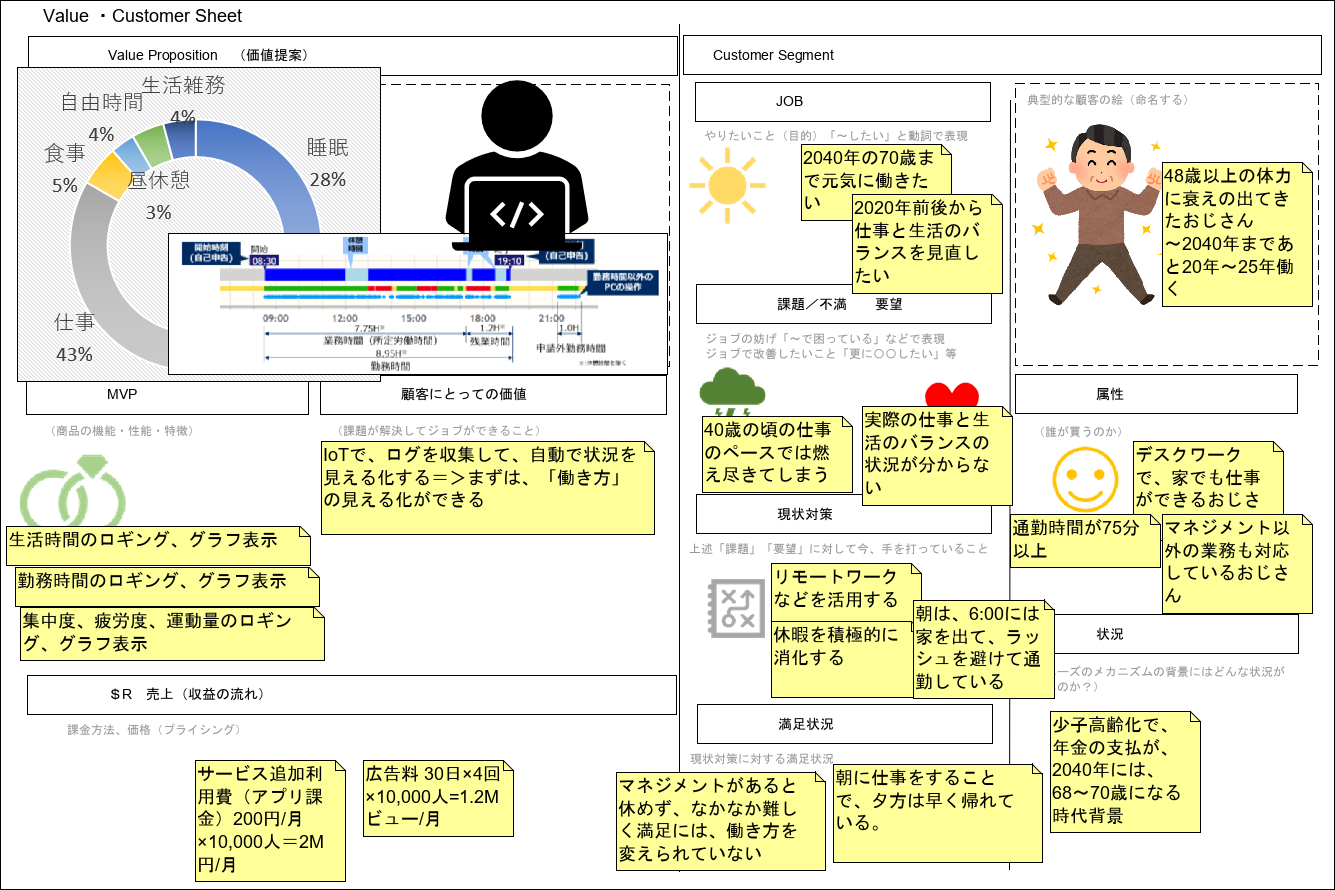 Value ・Customer Sheet
Value Proposition （価値提案）
生活雑務
4%
自由時間
4%
食事
5%
昼休憩
3%
睡眠
28%
仕事
43%
開始時刻
(自己申告)
開始
08:30
休憩
時間
19:10
(自己申告)
勤務時間以外の
PCの操作
09:00 12:00 15:00 18:00 21:00
7.75H※
業務時間（所定労働時間）
1.2H※
残業時間
1.0H
申請外勤務時間
8.95H※
勤務時間
MVP
（商品の機能・性能・特徴）
生活時間のロギング、グラフ表示
勤務時間のロギング、グラフ表示
集中度、疲労度、運動量のロギン
グ、グラフ表示
顧客にとっての価値
（課題が解決してジョブができること）
IoTで、ログを収集して、自動で状況を
見える化する＝＞まずは、「働き方」
の見える化ができる
＄R 売上（収益の流れ）
課金方法、価格（プライシング）
サービス追加利
用費（アプリ課
金）200円/月
×10,000人＝2M
円/月
広告料 30日×4回
×10,000人=1.2M
ビュー/月
Customer Segment
JOB
やりたいこと（目的）「～したい」と動詞で表現
2040年の70歳ま
で元気に働きた
い
2020年前後から
仕事と生活のバ
ランスを見直し
たい
課題／不満 要望
ジョブの妨げ「～で困っている」などで表現
ジョブで改善したいこと「更に○○したい」等
40歳の頃の仕事
のペースでは燃
え尽きてしまう
実際の仕事と生
活のバランスの
状況が分からな
い
現状対策
上述「課題」「要望」に対して今、手を打っていること
リモートワーク
などを活用する
休暇を積極的に
消化する
朝は、6:00には
家を出て、ラッ
シュを避けて通
勤している
満足状況
現状対策に対する満足状況
マネジメントがあると
休めず、なかなか難し
く満足には、働き方を
変えられていない
朝に仕事をすること
で、夕方は早く帰れて
いる。
典型的な顧客の絵（命名する）
48歳以上の体力
に衰えの出てき
たおじさん
～2040年まであ
と20年～25年働
く
属性
（誰が買うのか）
デスクワーク
で、家でも仕事
ができるおじさ
通勤時間が75分
以上
マネジメント以
外の業務も対応
しているおじさ
ん
状況
ーズのメカニズムの背景にはどんな状況が
のか？）
少子高齢化で、
年金の支払が、
2040年には、
68～70歳になる
時代背景